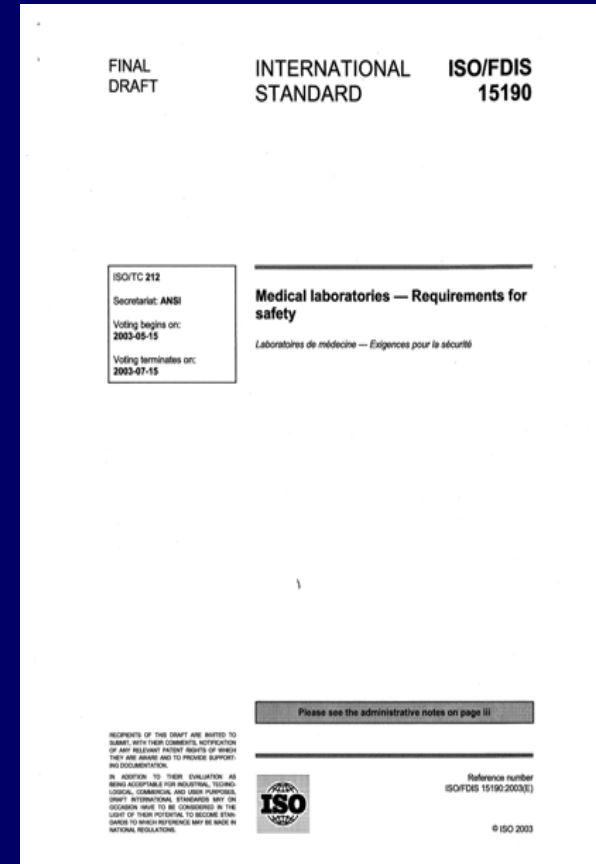 FINAL
DRAFT
INTERNATIONAL
STANDARD
ISO/FDIS
15190
ISO/TC 212
Secretariat: ANSI
Voting begins on:
2003-05-15
Voting terminates on:
2003-07-15
Medical laboratories — Requirements for
safety
Laboratoires de médecine — Exigences pour la sécurité
Please see the administrative notes on page iii
RECIPIENTS OF THIS DRAFT ARE INVITED TO
SUBMIT, WITH THEIR COMMENTS, NOTIFICATION
OF ANY RELEVANT PATENT RIGHTS OF WHICH
THEY ARE AWARE AND TO PROVIDE SUPPORT-
ING DOCUMENTATION.
IN ADDITION TO THEIR EVALUATION AS
BEING ACCEPTABLE FOR INDUSTRIAL, TECHNO-
LOGICAL, COMMERCIAL AND USER PURPOSES,
DRAFT INTERNATIONAL STANDARDS MAY ON
OCCASION HAVE TO BE CONSIDERED IN THE
LIGHT OF THEIR POTENTIAL TO BECOME STAN-
DARDS TO WHICH REFERENCE MAY BE MADE IN
NATIONAL REGULATIONS.
ISO
Reference number
ISO/FDIS 15190:2003(E)
© ISO 2003